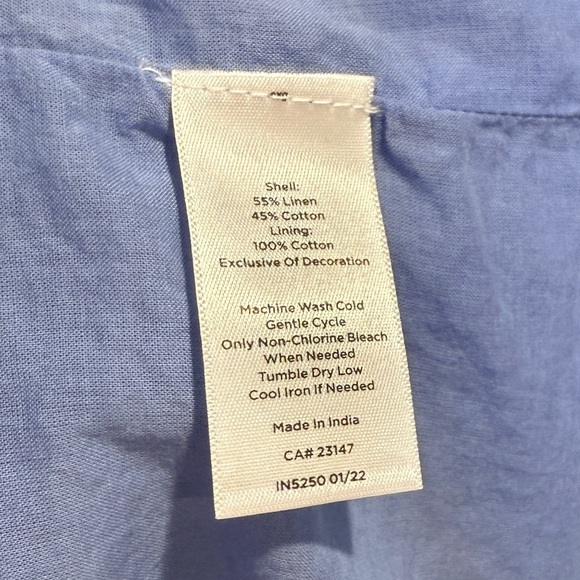 Shell:
55% Linen
45% Cotton
Lining:
100% Cotton
Exclusive Of Decoration
Machine Wash Cold
Gentle Cycle
Only Non-Chlorine Bleach
When Needed
Tumble Dry Low
Cool Iron If Needed
Made In India
CA# 23147
IN5250 01/22